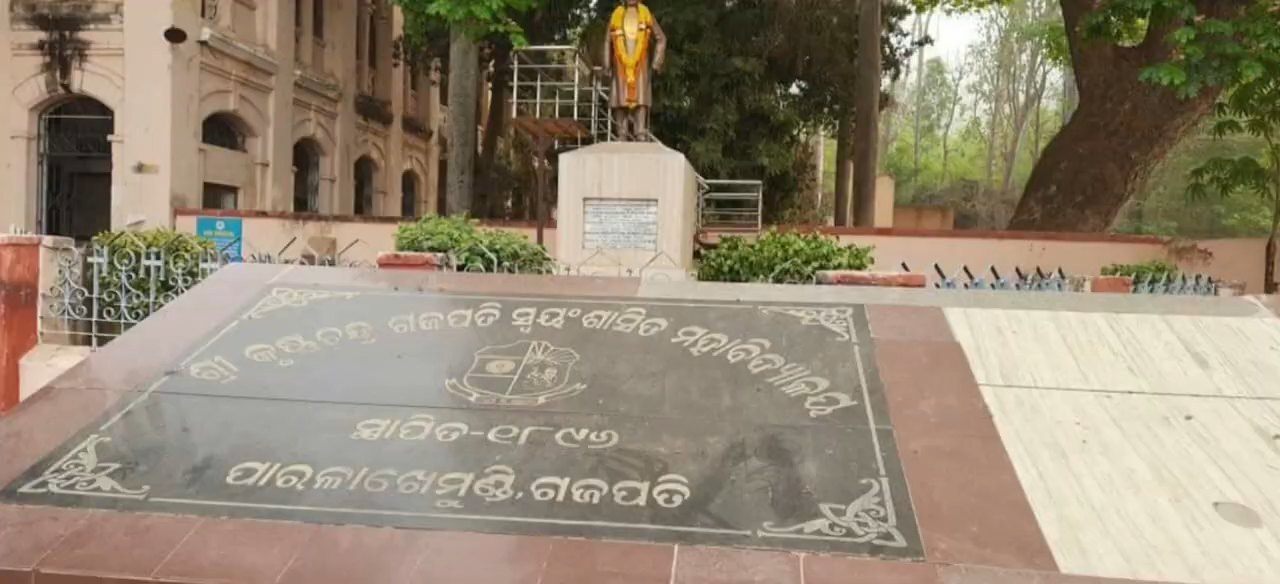 ଶ୍ରୀ କୃଷ୍ଣଚନ୍ଦ୍ର ଗଜପତି ସ୍ୱୟଂଶାସିତ ମହାବିଦ୍ୟାଳୟ
ସ୍ଥାପିତ-୧୮୯୬
ପାରଳାଖେମୁଣ୍ଡି, ଗଜପତି